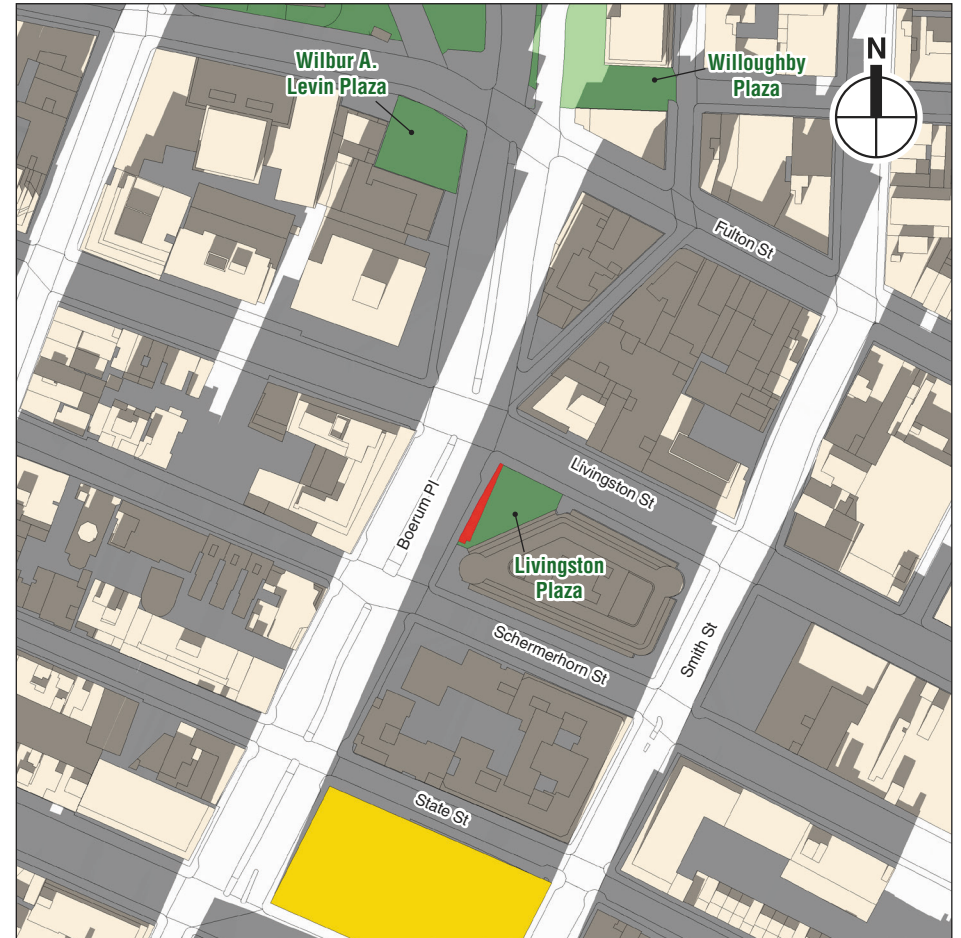 Wilbur A.
Levin Plaza
Willoughby
Plaza
N
Fulton St
Livingston St
Boerum Pl
Livingston
Plaza
Schermerhorn St
Smith St
State St